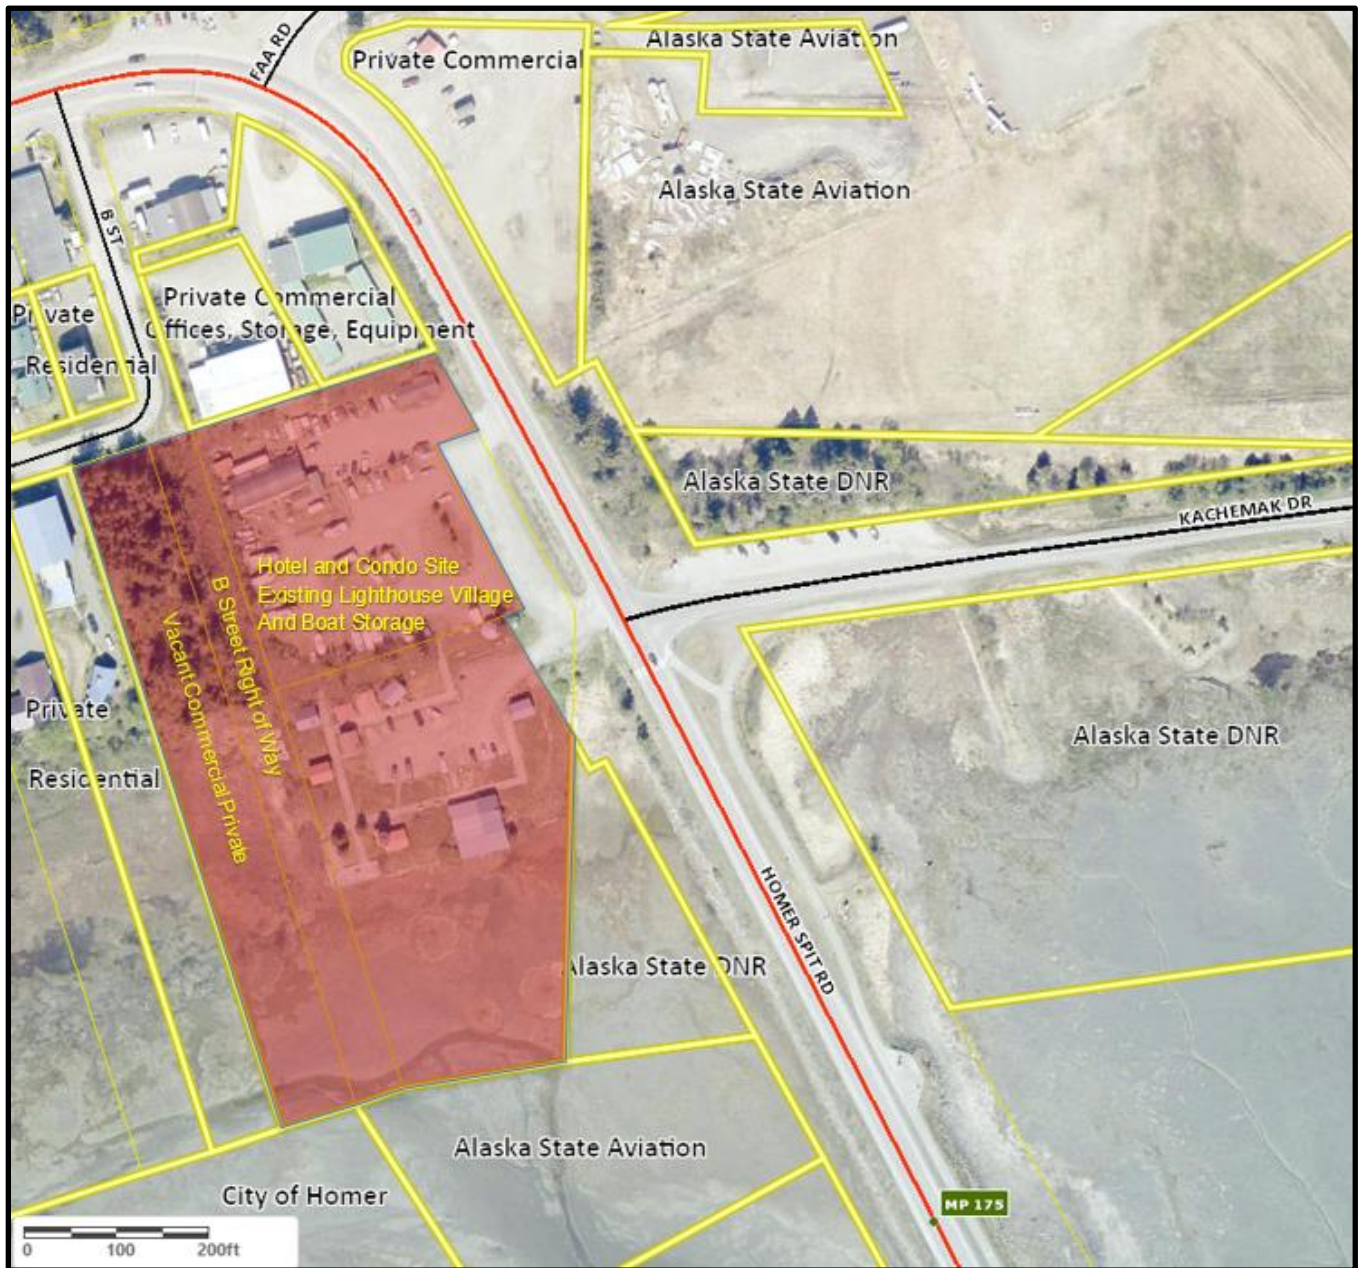 Alaska State Aviation
FAA RD
Private Commercial
Alaska State Aviation
B ST
Private Commercial
Offices, Storage, Equipment
Private
Residential
Alaska State DNR
KACHEMAK DR
Hotel and Condo Site
Existing Lighthouse Village
And Boat Storage
B Street Right of Way
Vacant Commercial Private
Private
Residential
Alaska State DNR
HOMER SPIT RD
Alaska State DNR
Alaska State Aviation
City of Homer
MP 175
0 100 200ft